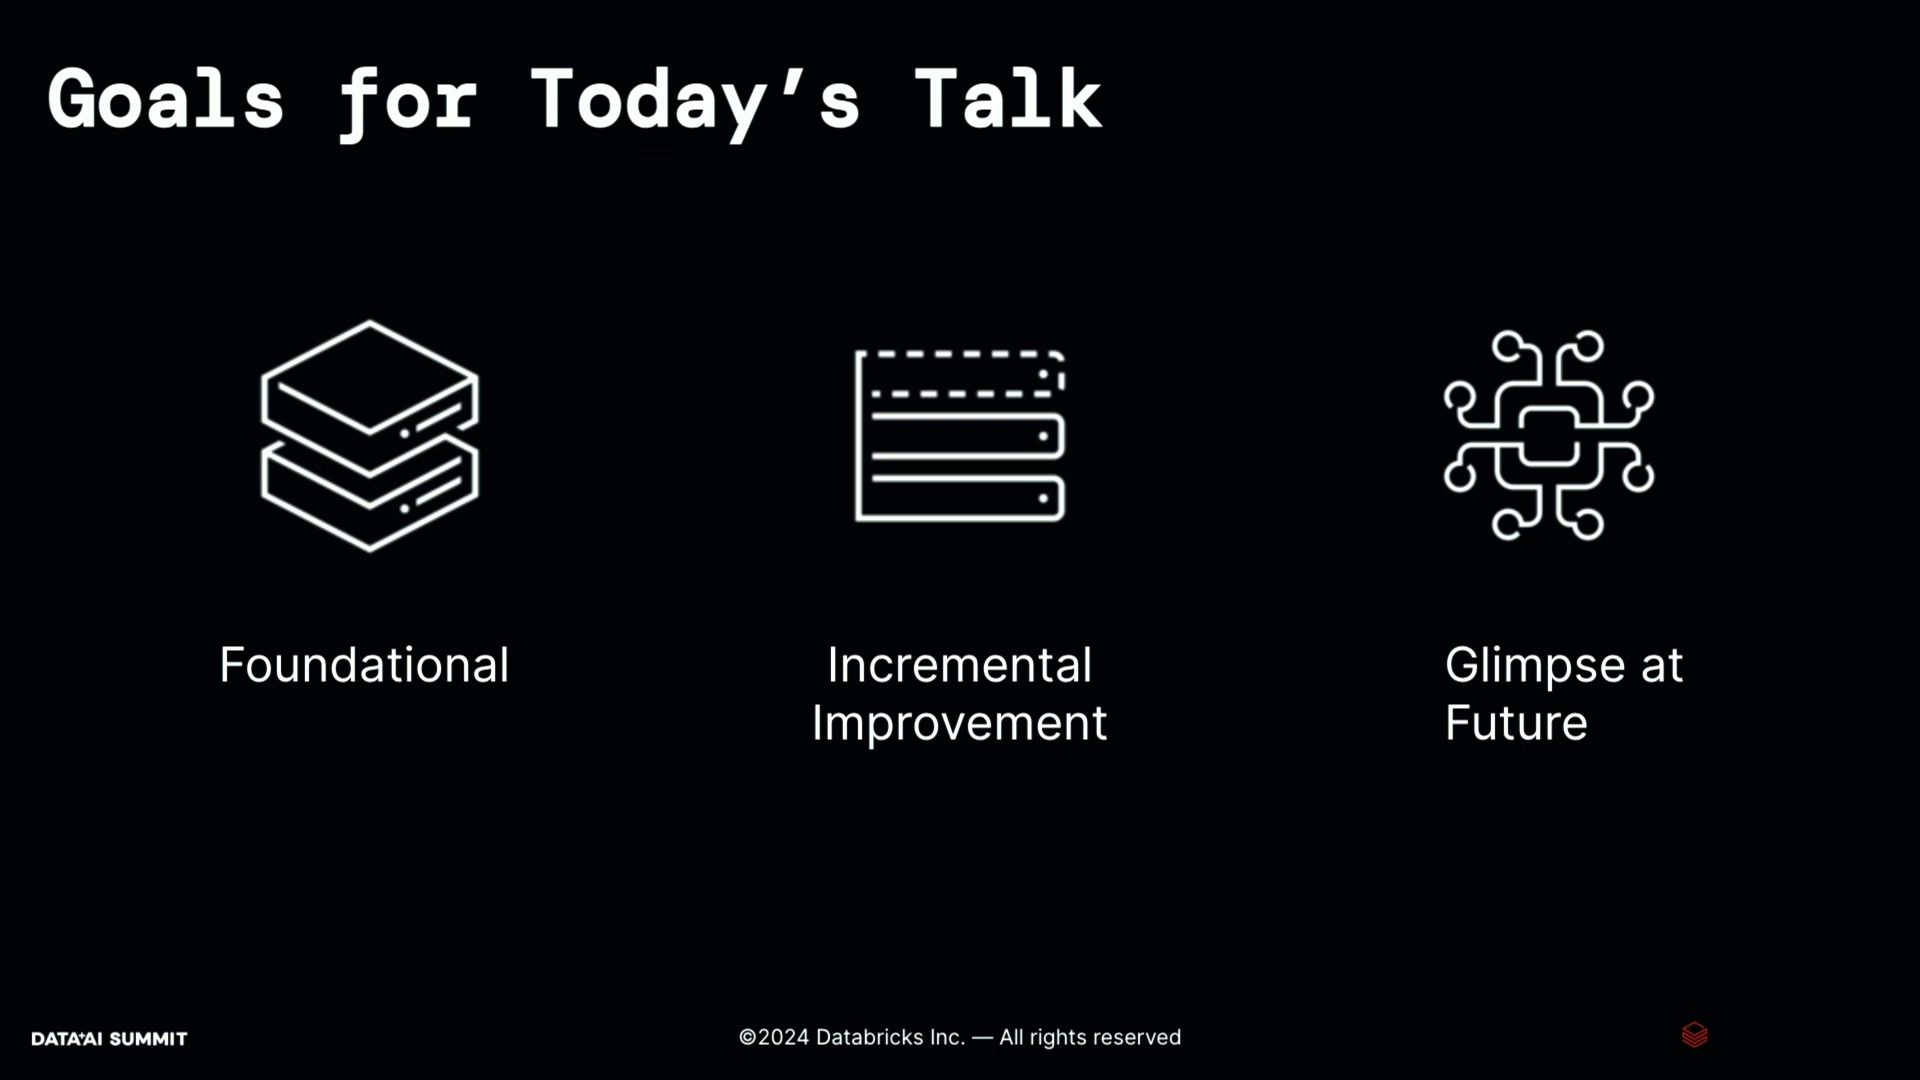 Goals for Today’s Talk
Foundational
Incremental
Improvement
Glimpse at
Future
DATA+AI SUMMIT
©2024 Databricks Inc. — All rights reserved